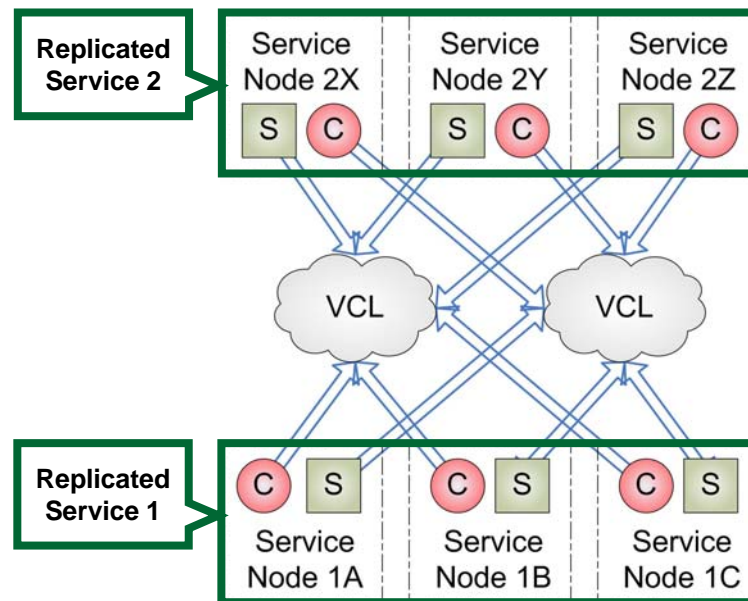 Replicated
Service 2
Service
Node 2X
Service
Node 2Y
Service
Node 2Z
S
C
S
C
S
C
VCL
VCL
Replicated
Service 1
C
S
C
S
C
S
Service
Node 1A
Service
Node 1B
Service
Node 1C